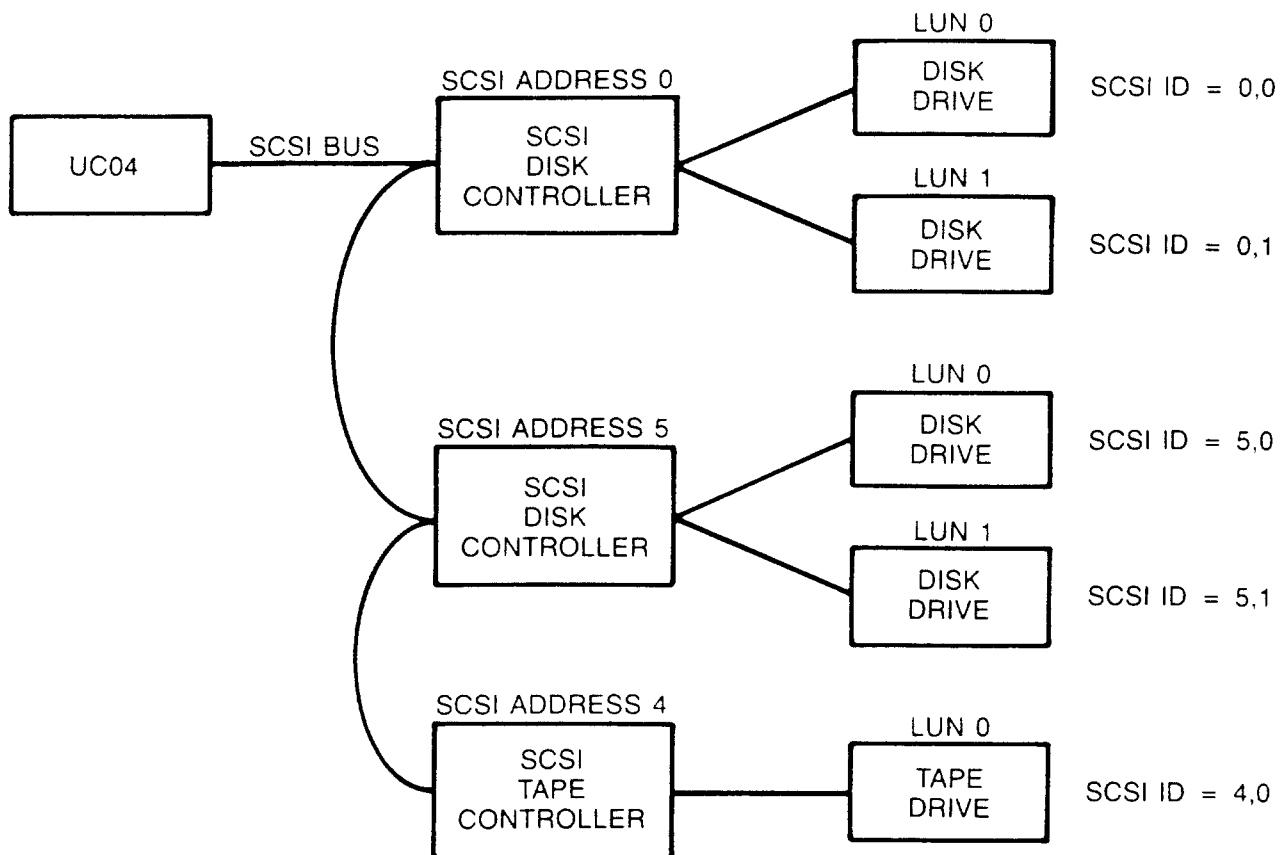 LUN 0
SCSI ADDRESS 0
DISK
DRIVE
SCSI ID = 0,0
UC04
SCSI BUS
SCSI
DISK
CONTROLLER
LUN 1
DISK
DRIVE
SCSI ID = 0,1
LUN 0
SCSI ADDRESS 5
DISK
DRIVE
SCSI ID = 5,0
SCSI
DISK
CONTROLLER
LUN 1
DISK
DRIVE
SCSI ID = 5,1
SCSI ADDRESS 4
SCSI
TAPE
CONTROLLER
LUN 0
TAPE
DRIVE
SCSI ID = 4,0